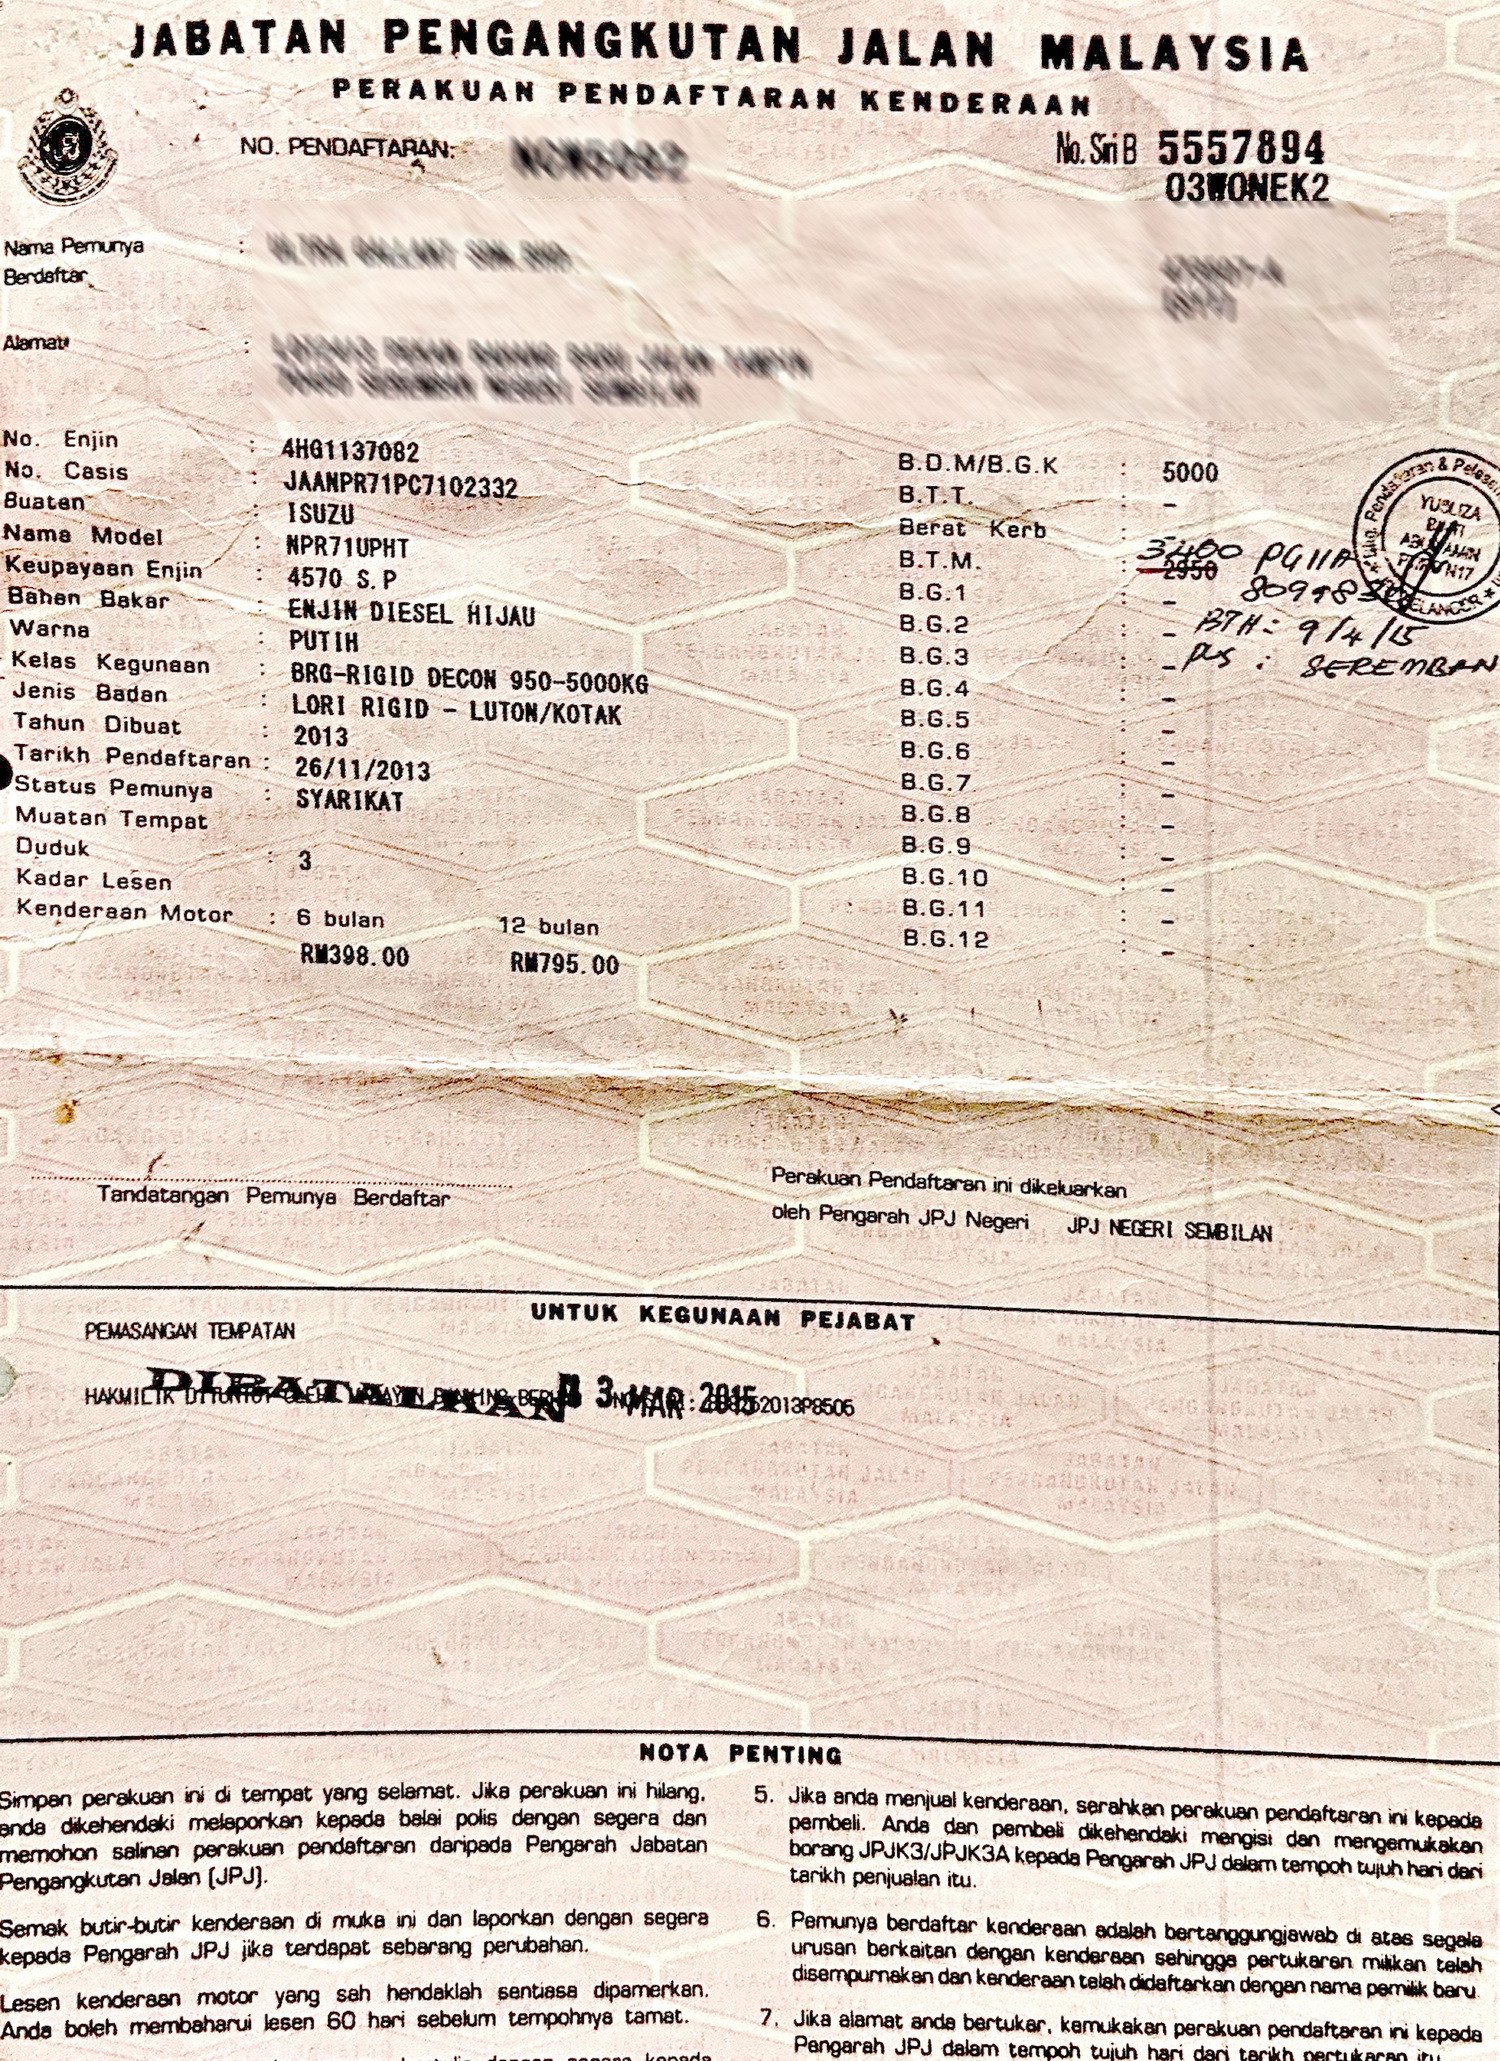 JABATAN PENGANGKUTAN JALAN MALAYSIA
PERAKUAN PENDAFTARAN KENDERAAN
NO. PENDAFTARAN:
No. Siri B 5557894
03WONEK2
Nama Pemunya :
Berdaftar
Alamat :
No. Enjin : 4HG1137082
No. Casis : JAANPR71PC7102332
Buatan : ISUZU
Nama Model : NPR71UPHT
Keupayaan Enjin : 4570 S.P
Bahan Bakar : ENJIN DIESEL HIJAU
Warna : PUTIH
Kelas Kegunaan : BRG-RIGID DECON 950-5000KG
Jenis Badan : LORI RIGID - LUTON/KOTAK
Tahun Dibuat : 2013
Tarikh Pendaftaran : 26/11/2013
Status Pemunya : SYARIKAT
Muatan Tempat
Duduk : 3
Kadar Lesen
Kenderaan Motor : 6 bulan 12 bulan
RM398.00 RM795.00
B.D.M/B.G.K : 5000
B.T.T. : -
Berat Kerb :
B.T.M. : 2950
5400 PG11A
B.G.1 : -
B.G.2 : -
BTH: 9/4/15
B.G.3 : -
PLS : SEREMBAN
B.G.4 : -
B.G.5 : -
B.G.6 : -
B.G.7 : -
B.G.8 : -
B.G.9 : -
B.G.10 : -
B.G.11 : -
B.G.12 : -
Pendaftaran & Pelesen
YUSLIZA
Tandatangan Pemunya Berdaftar
Perakuan Pendaftaran ini dikeluarkan
oleh Pengarah JPJ Negeri JPJ NEGERI SEMBILAN
UNTUK KEGUNAAN PEJABAT
PEMASANGAN TEMPATAN
HAKMILIK DITUNTUT OLEH
DIBATALKAN 3 MAR 2015
NOTA PENTING
Simpan perakuan ini di tempat yang selamat. Jika perakuan ini hilang,
anda dikehendaki melaporkan kepada balai polis dengan segera dan
memohon salinan perakuan pendaftaran daripada Pengarah Jabatan
Pengangkutan Jalan (JPJ).
Semak butir-butir kenderaan di muka ini dan laporkan dengan segera
kepada Pengarah JPJ jika terdapat sebarang perubahan.
Lesen kenderaan motor yang sah hendaklah sentiasa dipamerkan.
Anda boleh membaharui lesen 60 hari sebelum tempohnya tamat.
5. Jika anda menjual kenderaan, serahkan perakuan pendaftaran ini kepada
pembeli. Anda dan pembeli dikehendaki mengisi dan mengemukakan
borang JPJK3/JPJK3A kepada Pengarah JPJ dalam tempoh tujuh hari dari
tarikh penjualan itu.
6. Pemunya berdaftar kenderaan adalah bertanggungjawab di atas segala
urusan berkaitan dengan kenderaan sehingga pertukaran milikan telah
disempurnakan dan kenderaan telah didaftarkan dengan nama pemilik baru.
7. Jika alamat anda bertukar, kemukakan perakuan pendaftaran ini kepada
Pengarah JPJ dalam tempoh tujuh hari dari tarikh pertukaran itu.